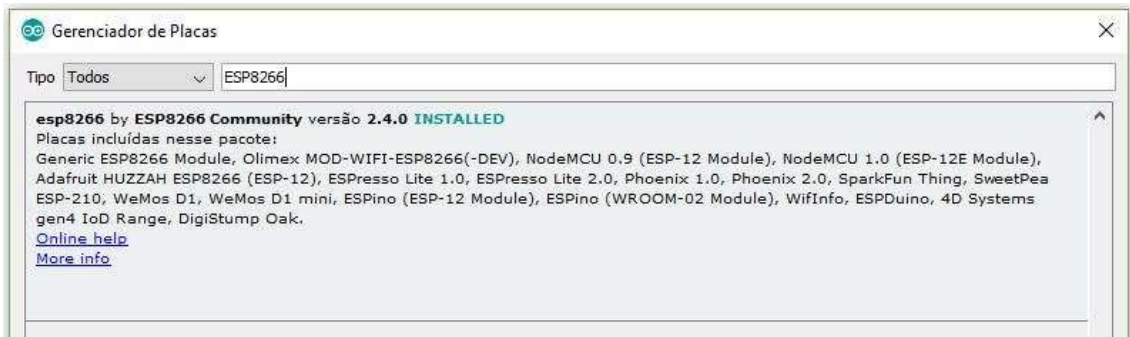 Gerenciador de Placas
Tipo Todos ESP8266
esp8266 by ESP8266 Community versão 2.4.0 INSTALLED
Placas incluídas nesse pacote:
Generic ESP8266 Module, Olimex MOD-WIFI-ESP8266(-DEV), NodeMCU 0.9 (ESP-12 Module), NodeMCU 1.0 (ESP-12E Module),
Adafruit HUZZAH ESP8266 (ESP-12), ESPresso Lite 1.0, ESPresso Lite 2.0, Phoenix 1.0, Phoenix 2.0, SparkFun Thing, SweetPea
ESP-210, WeMos D1, WeMos D1 mini, ESPino (ESP-12 Module), ESPino (WROOM-02 Module), WifInfo, ESPDuino, 4D Systems
gen4 IoD Range, DigiStump Oak.
Online help
More info